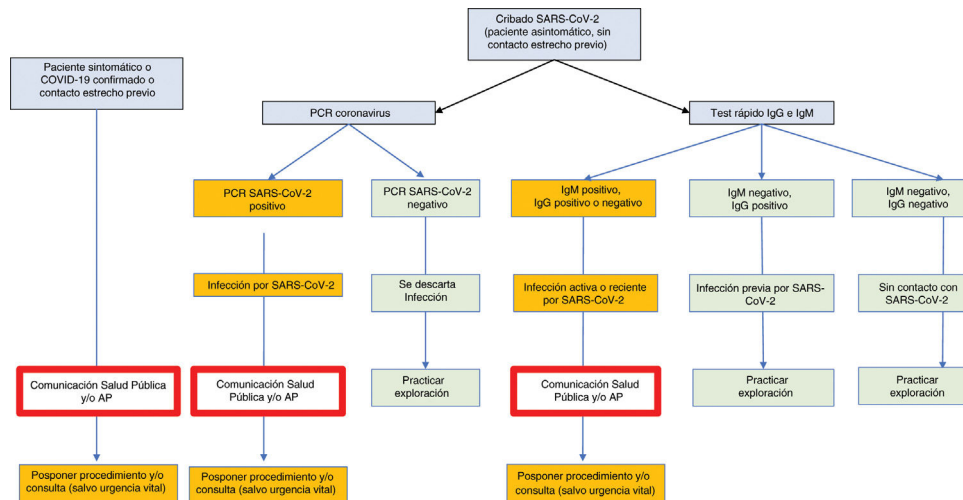 Cribado SARS-CoV-2
(paciente asintomático, sin
contacto estrecho previo)
Paciente sintomático o
COVID-19 confirmado o
contacto estrecho previo
PCR coronavirus
Test rápido IgG e IgM
PCR SARS-CoV-2
positivo
PCR SARS-CoV-2
negativo
IgM positivo,
IgG positivo o negativo
IgM negativo,
IgG positivo
IgM negativo,
IgG negativo
Infección por SARS-CoV-2
Se descarta
Infección
Infección activa o reciente
por SARS-CoV-2
Infección previa por SARS-
CoV-2
Sin contacto con
SARS-CoV-2
Comunicación Salud Pública
y/o AP
Comunicación Salud
Pública y/o AP
Practicar
exploración
Comunicación Salud
Pública y/o AP
Practicar
exploración
Practicar
exploración
Posponer procedimiento y/o
consulta (salvo urgencia vital)
Posponer procedimiento y/o
consulta (salvo urgencia vital)
Posponer procedimiento y/o
consulta (salvo urgencia vital)